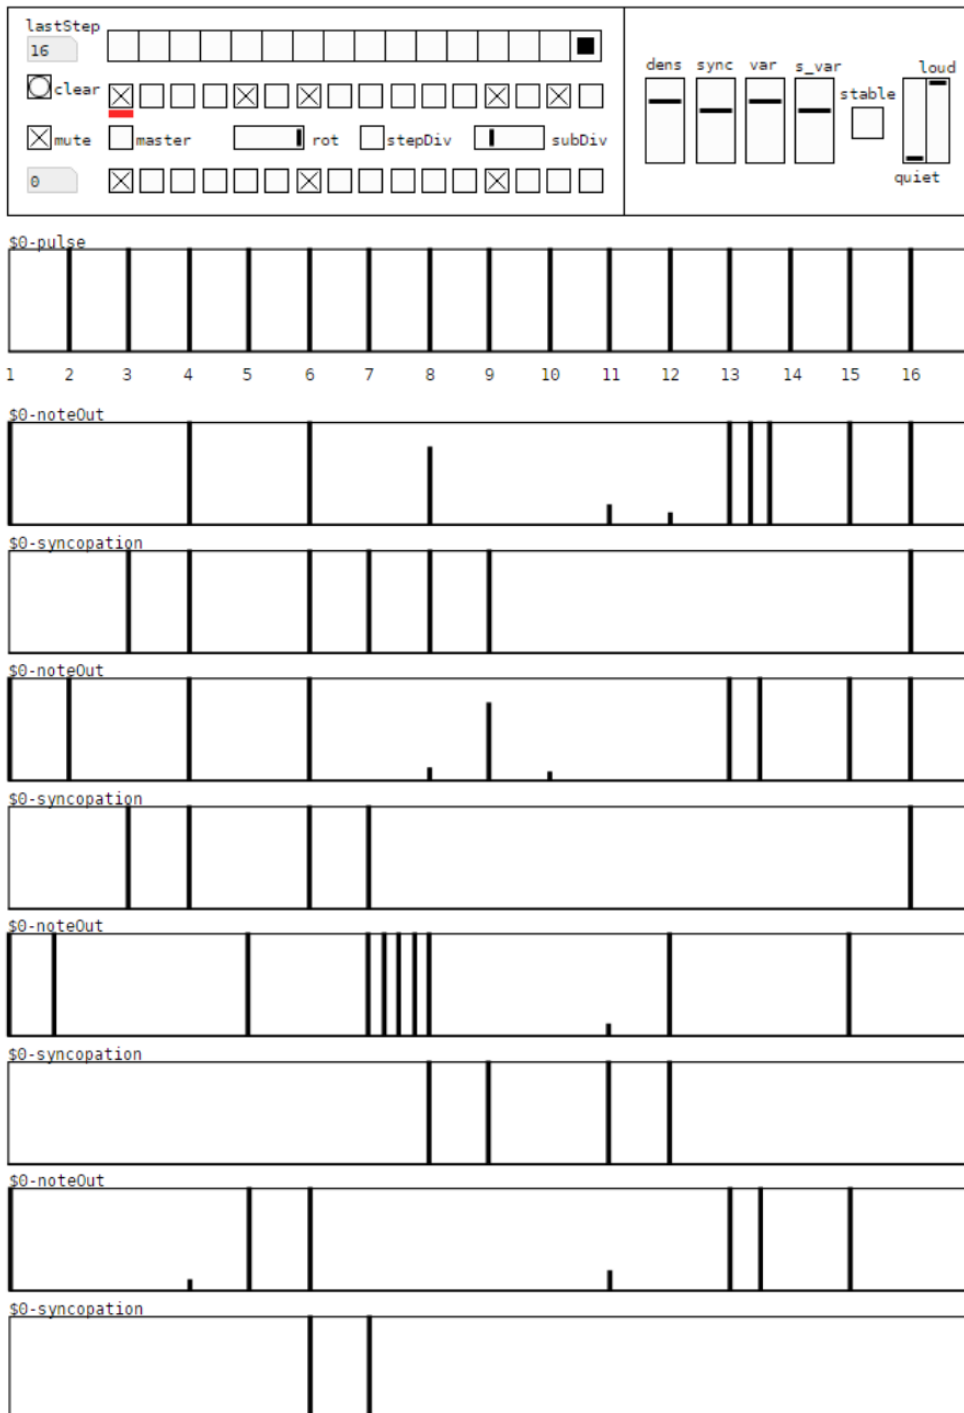 lastStep
16
clear
mute master rot stepDiv subDiv
0
dens sync var s_var loud
stable
quiet
$0-pulse
1 2 3 4 5 6 7 8 9 10 11 12 13 14 15 16
$0-noteOut
$0-syncopation
$0-noteOut
$0-syncopation
$0-noteOut
$0-syncopation
$0-noteOut
$0-syncopation